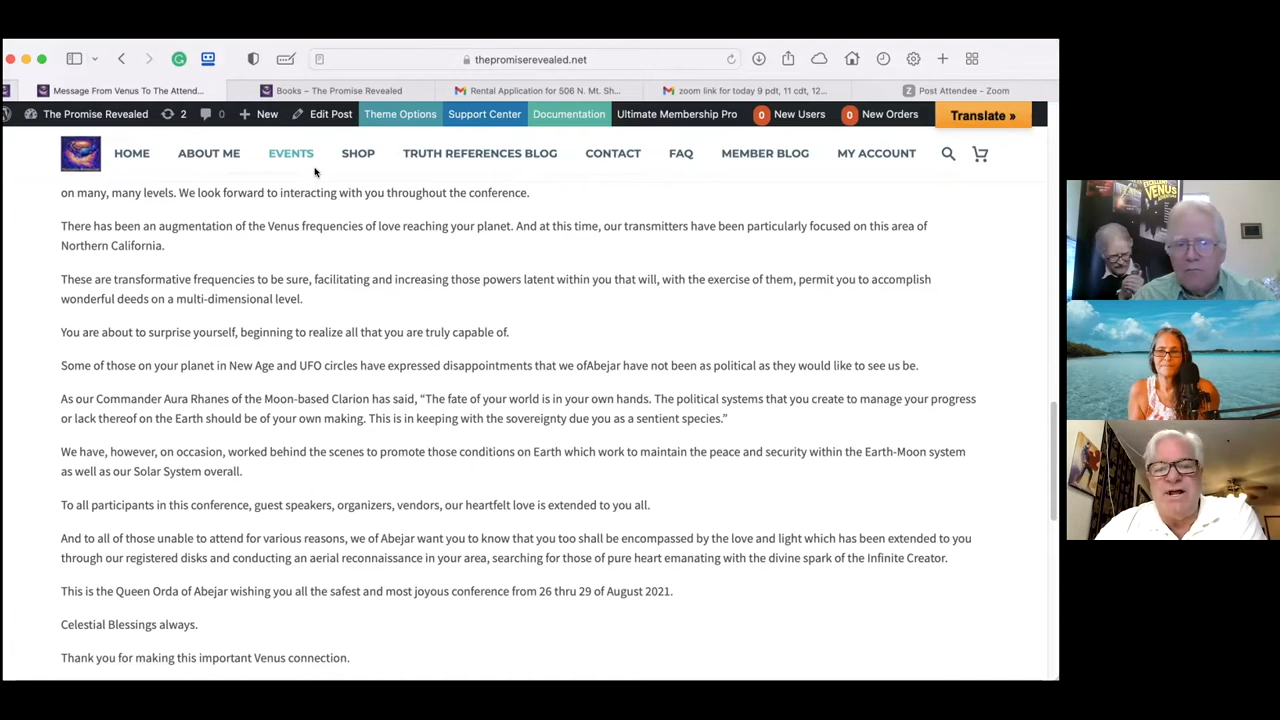 thepromiserevealed.net
Message From Venus To The Attend...
Books – The Promise Revealed
Rental Application for 506 N. Mt. Sh...
zoom link for today 9 pdt, 11 cdt, 12...
Post Attendee - Zoom
The Promise Revealed 2 0 New Edit Post Theme Options Support Center Documentation Ultimate Membership Pro 0 New Users 0 New Orders
Translate »
HOME ABOUT ME EVENTS SHOP TRUTH REFERENCES BLOG CONTACT FAQ MEMBER BLOG MY ACCOUNT
on many, many levels. We look forward to interacting with you throughout the conference.
There has been an augmentation of the Venus frequencies of love reaching your planet. And at this time, our transmitters have been particularly focused on this area of
Northern California.
These are transformative frequencies to be sure, facilitating and increasing those powers latent within you that will, with the exercise of them, permit you to accomplish
wonderful deeds on a multi-dimensional level.
You are about to surprise yourself, beginning to realize all that you are truly capable of.
Some of those on your planet in New Age and UFO circles have expressed disappointments that we ofAbejar have not been as political as they would like to see us be.
As our Commander Aura Rhanes of the Moon-based Clarion has said, “The fate of your world is in your own hands. The political systems that you create to manage your progress
or lack thereof on the Earth should be of your own making. This is in keeping with the sovereignty due you as a sentient species.”
We have, however, on occasion, worked behind the scenes to promote those conditions on Earth which work to maintain the peace and security within the Earth-Moon system
as well as our Solar System overall.
To all participants in this conference, guest speakers, organizers, vendors, our heartfelt love is extended to you all.
And to all of those unable to attend for various reasons, we of Abejar want you to know that you too shall be encompassed by the love and light which has been extended to you
through our registered disks and conducting an aerial reconnaissance in your area, searching for those of pure heart emanating with the divine spark of the Infinite Creator.
This is the Queen Orda of Abejar wishing you all the safest and most joyous conference from 26 thru 29 of August 2021.
Celestial Blessings always.
Thank you for making this important Venus connection.
VENUS